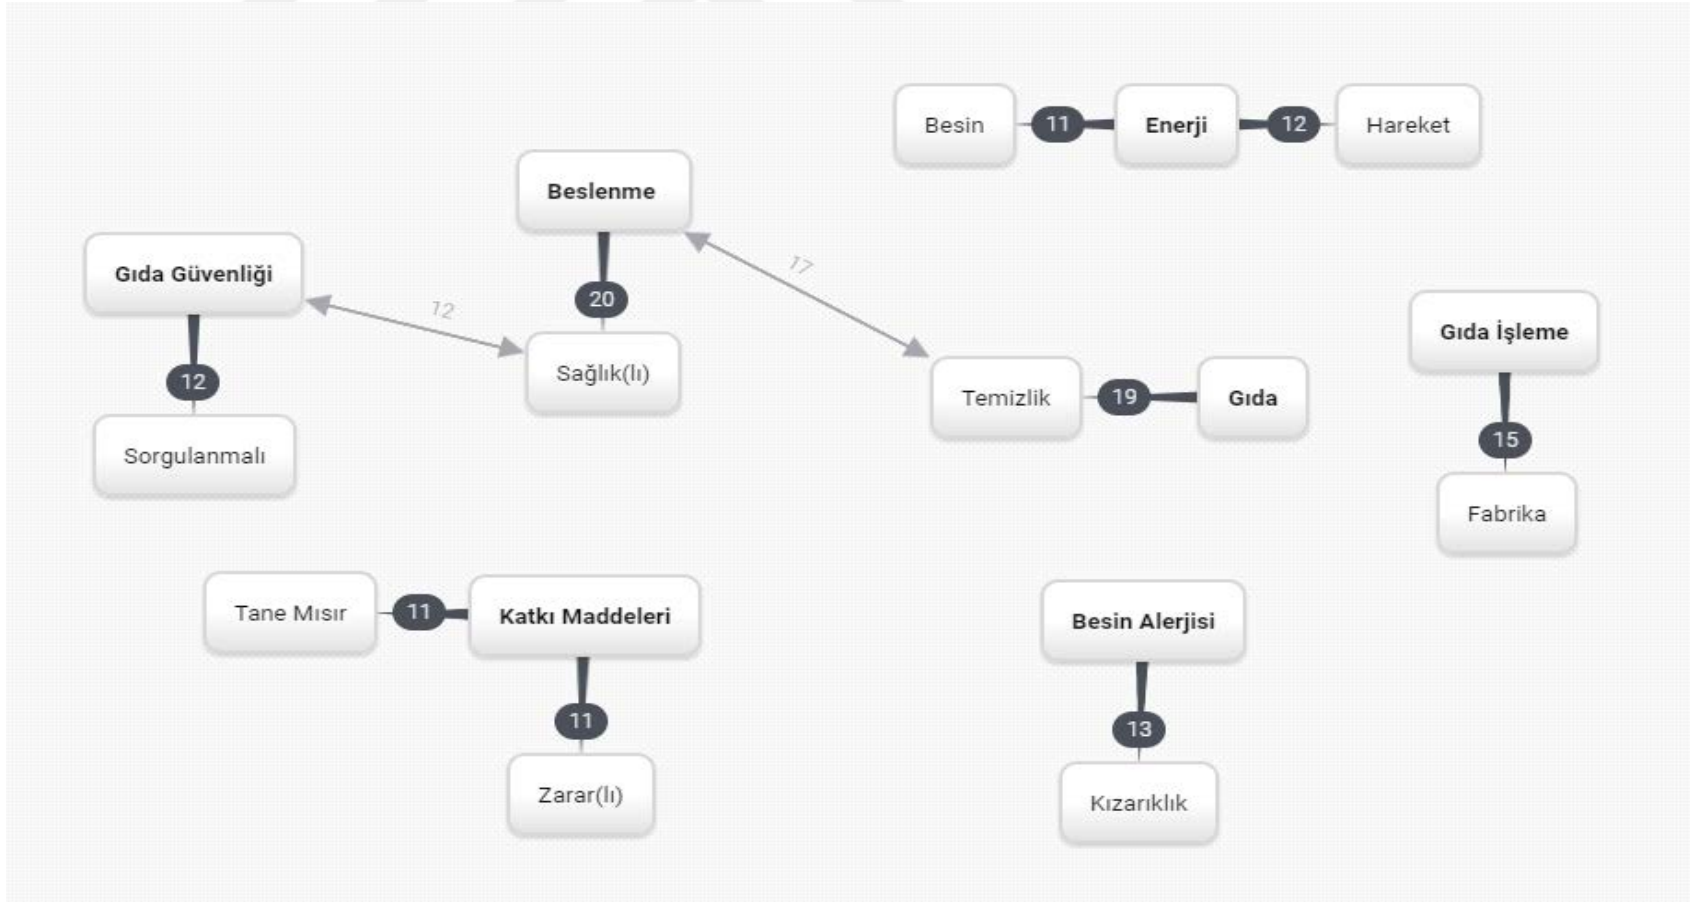 Besin
11
Enerji
12
Hareket
Beslenme
20
Sağlık(lı)
Gıda Güvenliği
12
12
Sorgulanmalı
17
Temizlik
19
Gıda
Gıda İşleme
15
Fabrika
Tane Mısır
11
Katkı Maddeleri
11
Zarar(lı)
Besin Alerjisi
13
Kızarıklık